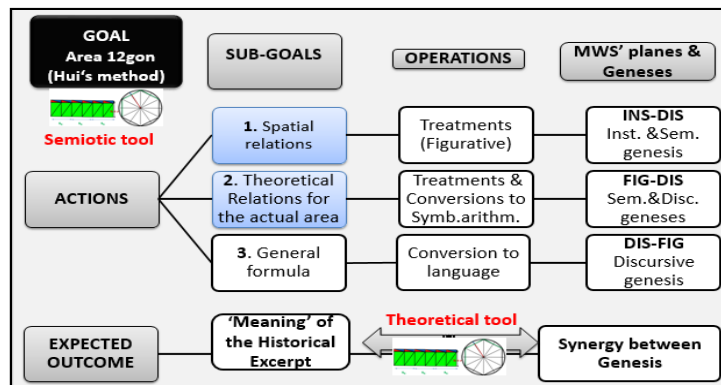 GOAL
Area 12gon
(Hui's method)
SUB-GOALS
OPERATIONS
MWS' planes &
Geneses
Semiotic tool
ACTIONS
1. Spatial
relations
Treatments
(Figurative)
INS-DIS
Inst. &Sem.
genesis
2. Theoretical
Relations for
the actual area
Treatments &
Conversions to
Symb.arithm.
FIG-DIS
Sem.&Disc.
geneses
3. General
formula
Conversion to
language
DIS-FIG
Discursive
genesis
EXPECTED
OUTCOME
'Meaning' of
the Historical
Excerpt
Theoretical tool
Synergy between
Genesis